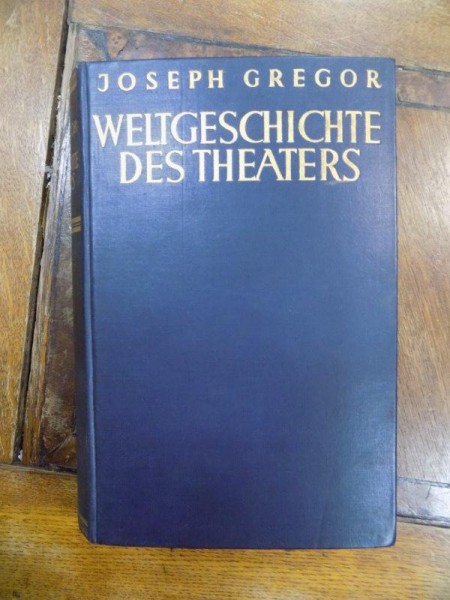 JOSEPH GREGOR
WELTGESCHICHTE
DES THEATERS